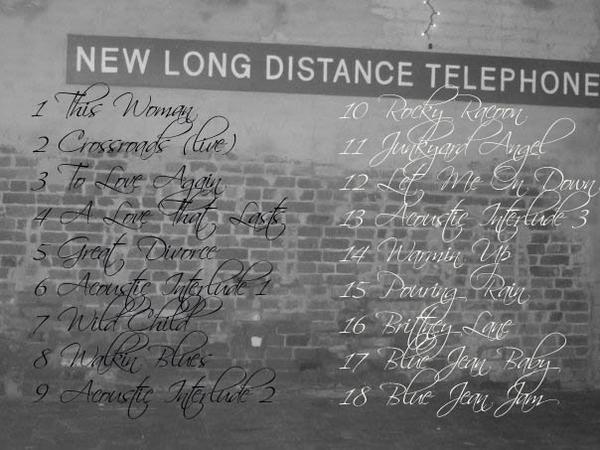 NEW LONG DISTANCE TELEPHONE
1 This Woman
2 Crossroads (live)
3 To Love Again
4 A Love That Lasts
5 Great Divorce
6 Acoustic Interlude 1
7 Wild Child
8 Walkin Blues
9 Acoustic Interlude 2
10 Rocky Racoon
11 Junkyard Angel
12 Let Me On Down
13 Acoustic Interlude 3
14 Warmin Up
15 Pouring Rain
16 Brittney Lane
17 Blue Jean Baby
18 Blue Jean Jam